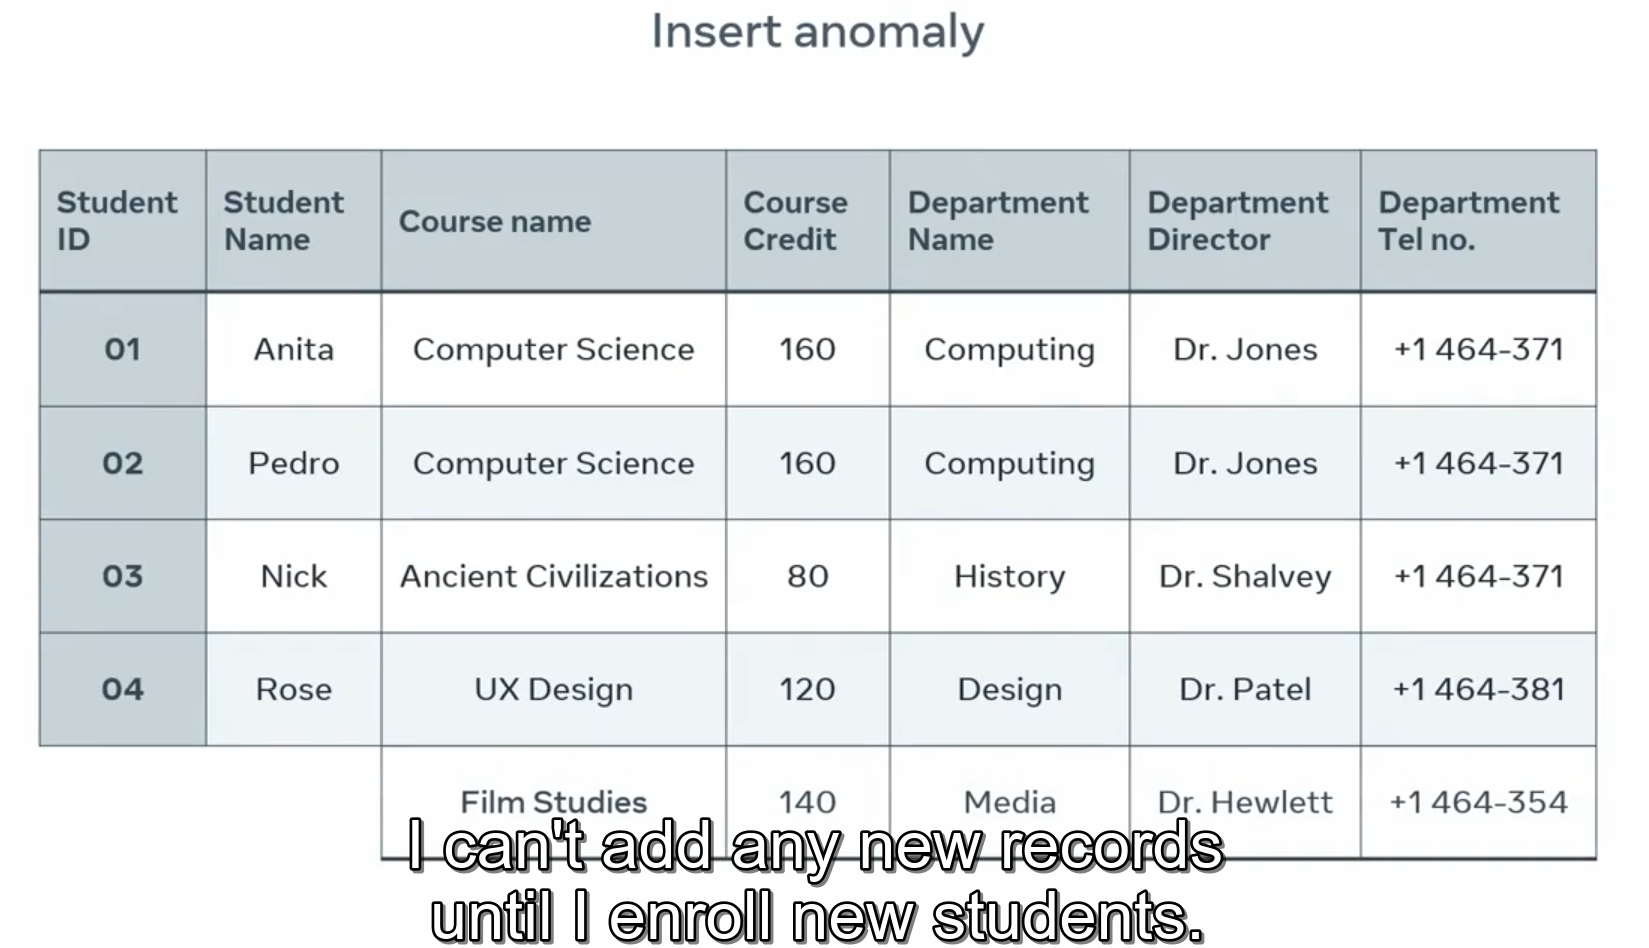 Insert anomaly
Student ID Student Name Course name Course Credit Department Name Department Director Department Tel no.
01 Anita Computer Science 160 Computing Dr. Jones +1 464-371
02 Pedro Computer Science 160 Computing Dr. Jones +1 464-371
03 Nick Ancient Civilizations 80 History Dr. Shalvey +1 464-371
04 Rose UX Design 120 Design Dr. Patel +1 464-381
Film Studies 140 Media Dr. Hewlett +1 464-354
I can't add any new records
until I enroll new students.